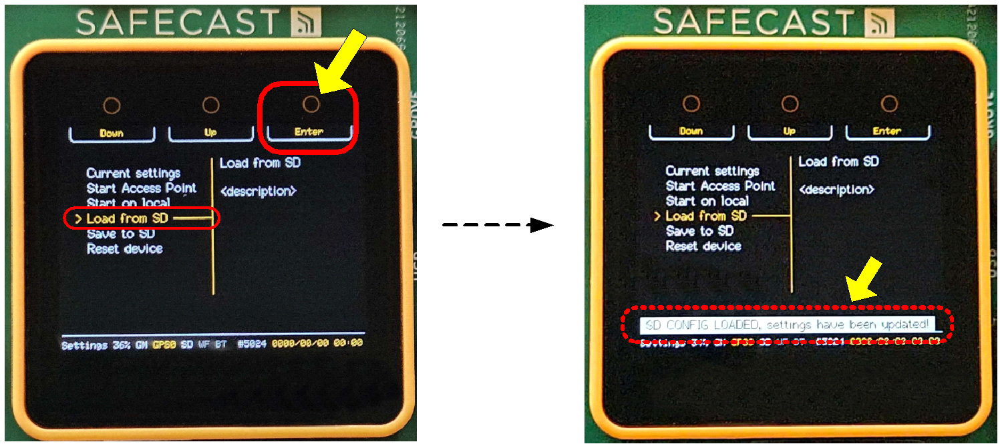 SAFECAST
Down Up Enter
Current settings
Start Access Point
Start on local
> Load from SD
Save to SD
Reset device
Load from SD
<description>
Settings 36% GM GPS0 SD WF BT #5024 0000/00/00 00:00
GROVE
SAFECAST
Down Up Enter
Current settings
Start Access Point
Start on local
> Load from SD
Save to SD
Reset device
Load from SD
<description>
SD CONFIG LOADED, settings have been updated!
GROVE
USB